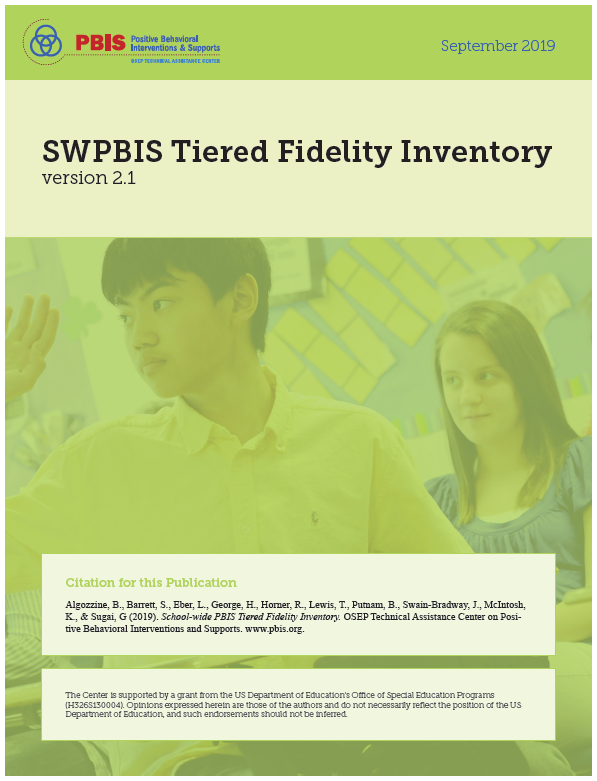 PBIS Positive Behavioral
Interventions & Supports
OSEP TECHNICAL ASSISTANCE CENTER
September 2019
SWPBIS Tiered Fidelity Inventory
version 2.1
Citation for this Publication
Algozzine, B., Barrett, S., Eber, L., George, H., Horner, R., Lewis, T., Putnam, B., Swain-Bradway, J., McIntosh,
K., & Sugai, G (2019). School-wide PBIS Tiered Fidelity Inventory. OSEP Technical Assistance Center on Posi-
tive Behavioral Interventions and Supports. www.pbis.org.
The Center is supported by a grant from the US Department of Education's Office of Special Education Programs
(H326S130004). Opinions expressed herein are those of the authors and do not necessarily reflect the position of the US
Department of Education, and such endorsements should not be inferred.